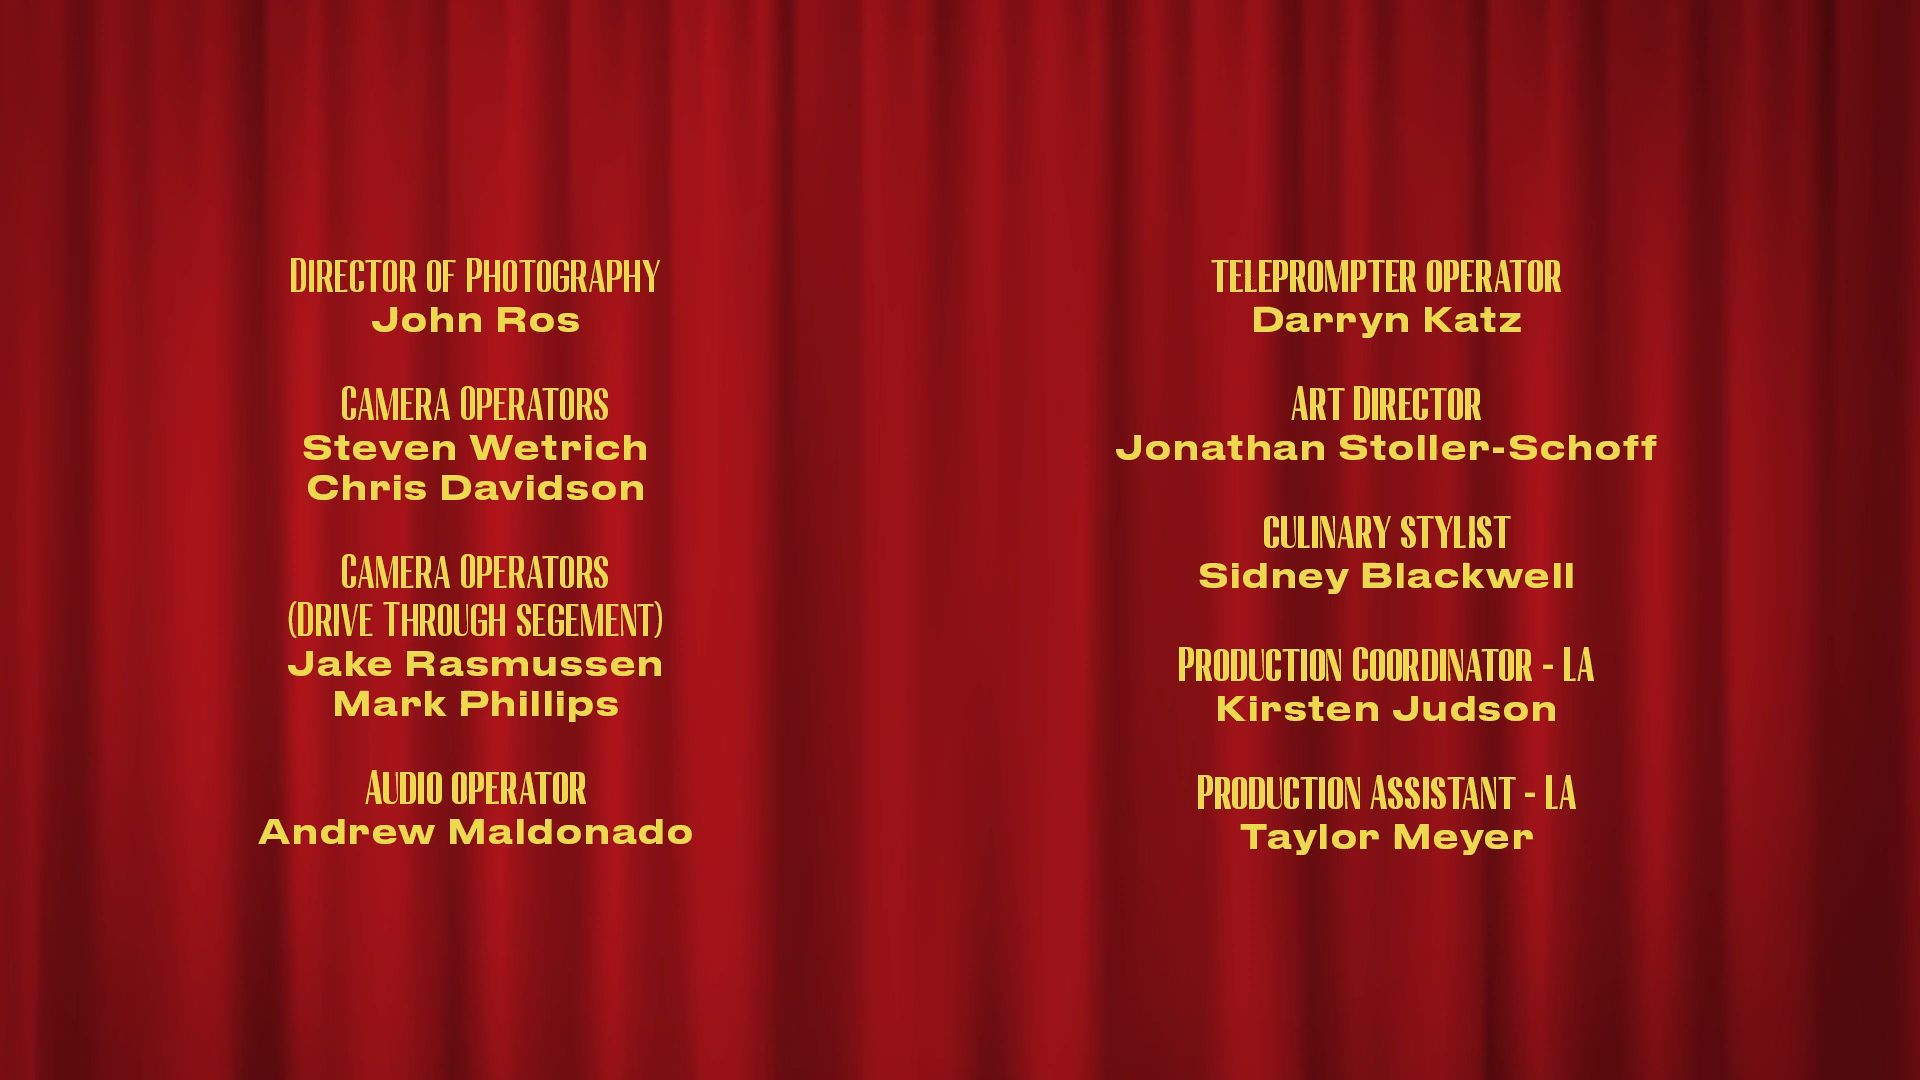 Director of Photography
John Ros
Camera Operators
Steven Wetrich
Chris Davidson
Camera Operators
(Drive Through segement)
Jake Rasmussen
Mark Phillips
Audio operator
Andrew Maldonado
teleprompter operator
Darryn Katz
Art Director
Jonathan Stoller-Schoff
culinary stylist
Sidney Blackwell
Production Coordinator - LA
Kirsten Judson
Production Assistant - LA
Taylor Meyer